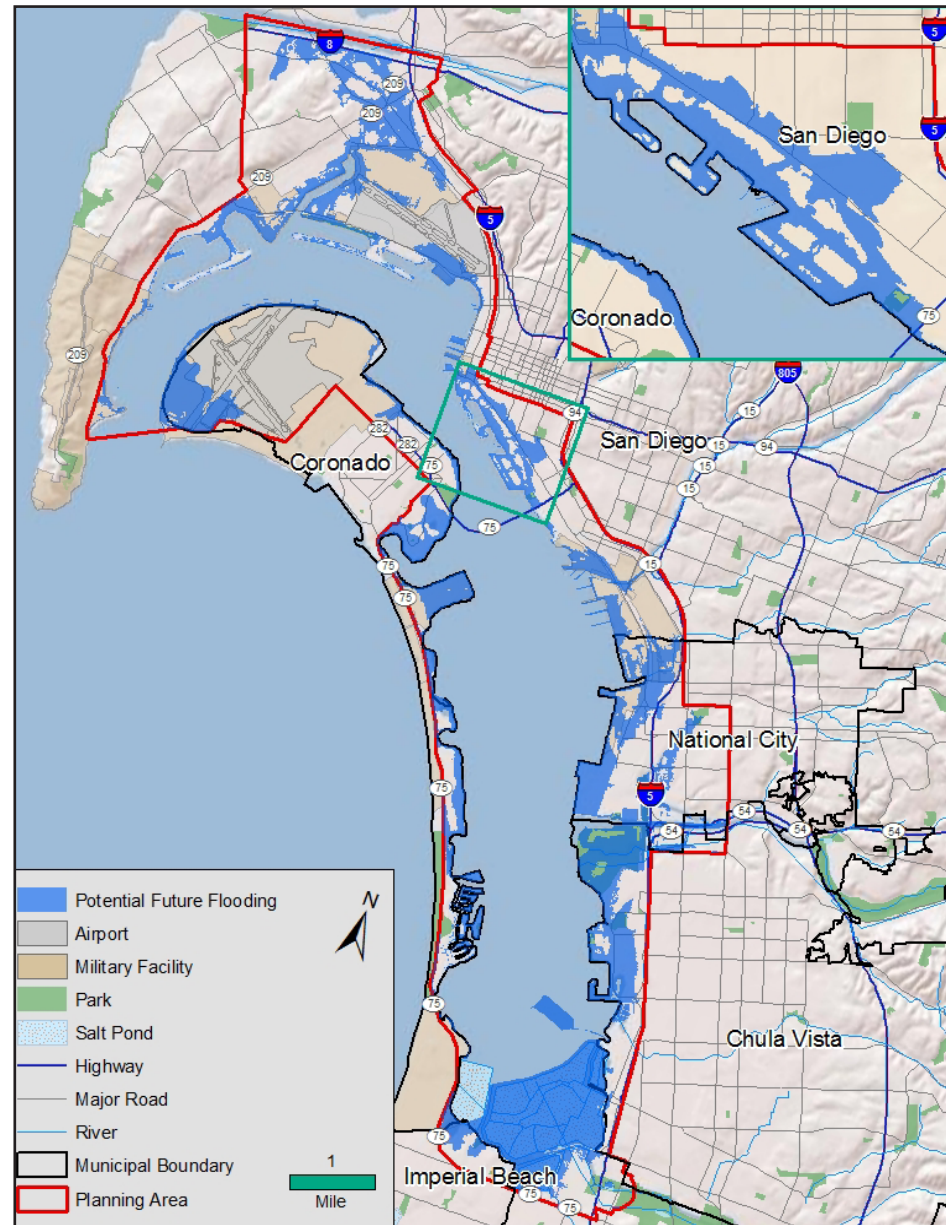 8
209
209
209
209
5
5
5
San Diego
Coronado
75
805
94
282
282
75
Coronado
San Diego
15
94
15
15
15
75
75
75
15
National City
75
5
54
54
54
54
75
Chula Vista
75
Imperial Beach
75
75
Potential Future Flooding
Airport
Military Facility
Park
Salt Pond
Highway
Major Road
River
Municipal Boundary
Planning Area
N
1
Mile